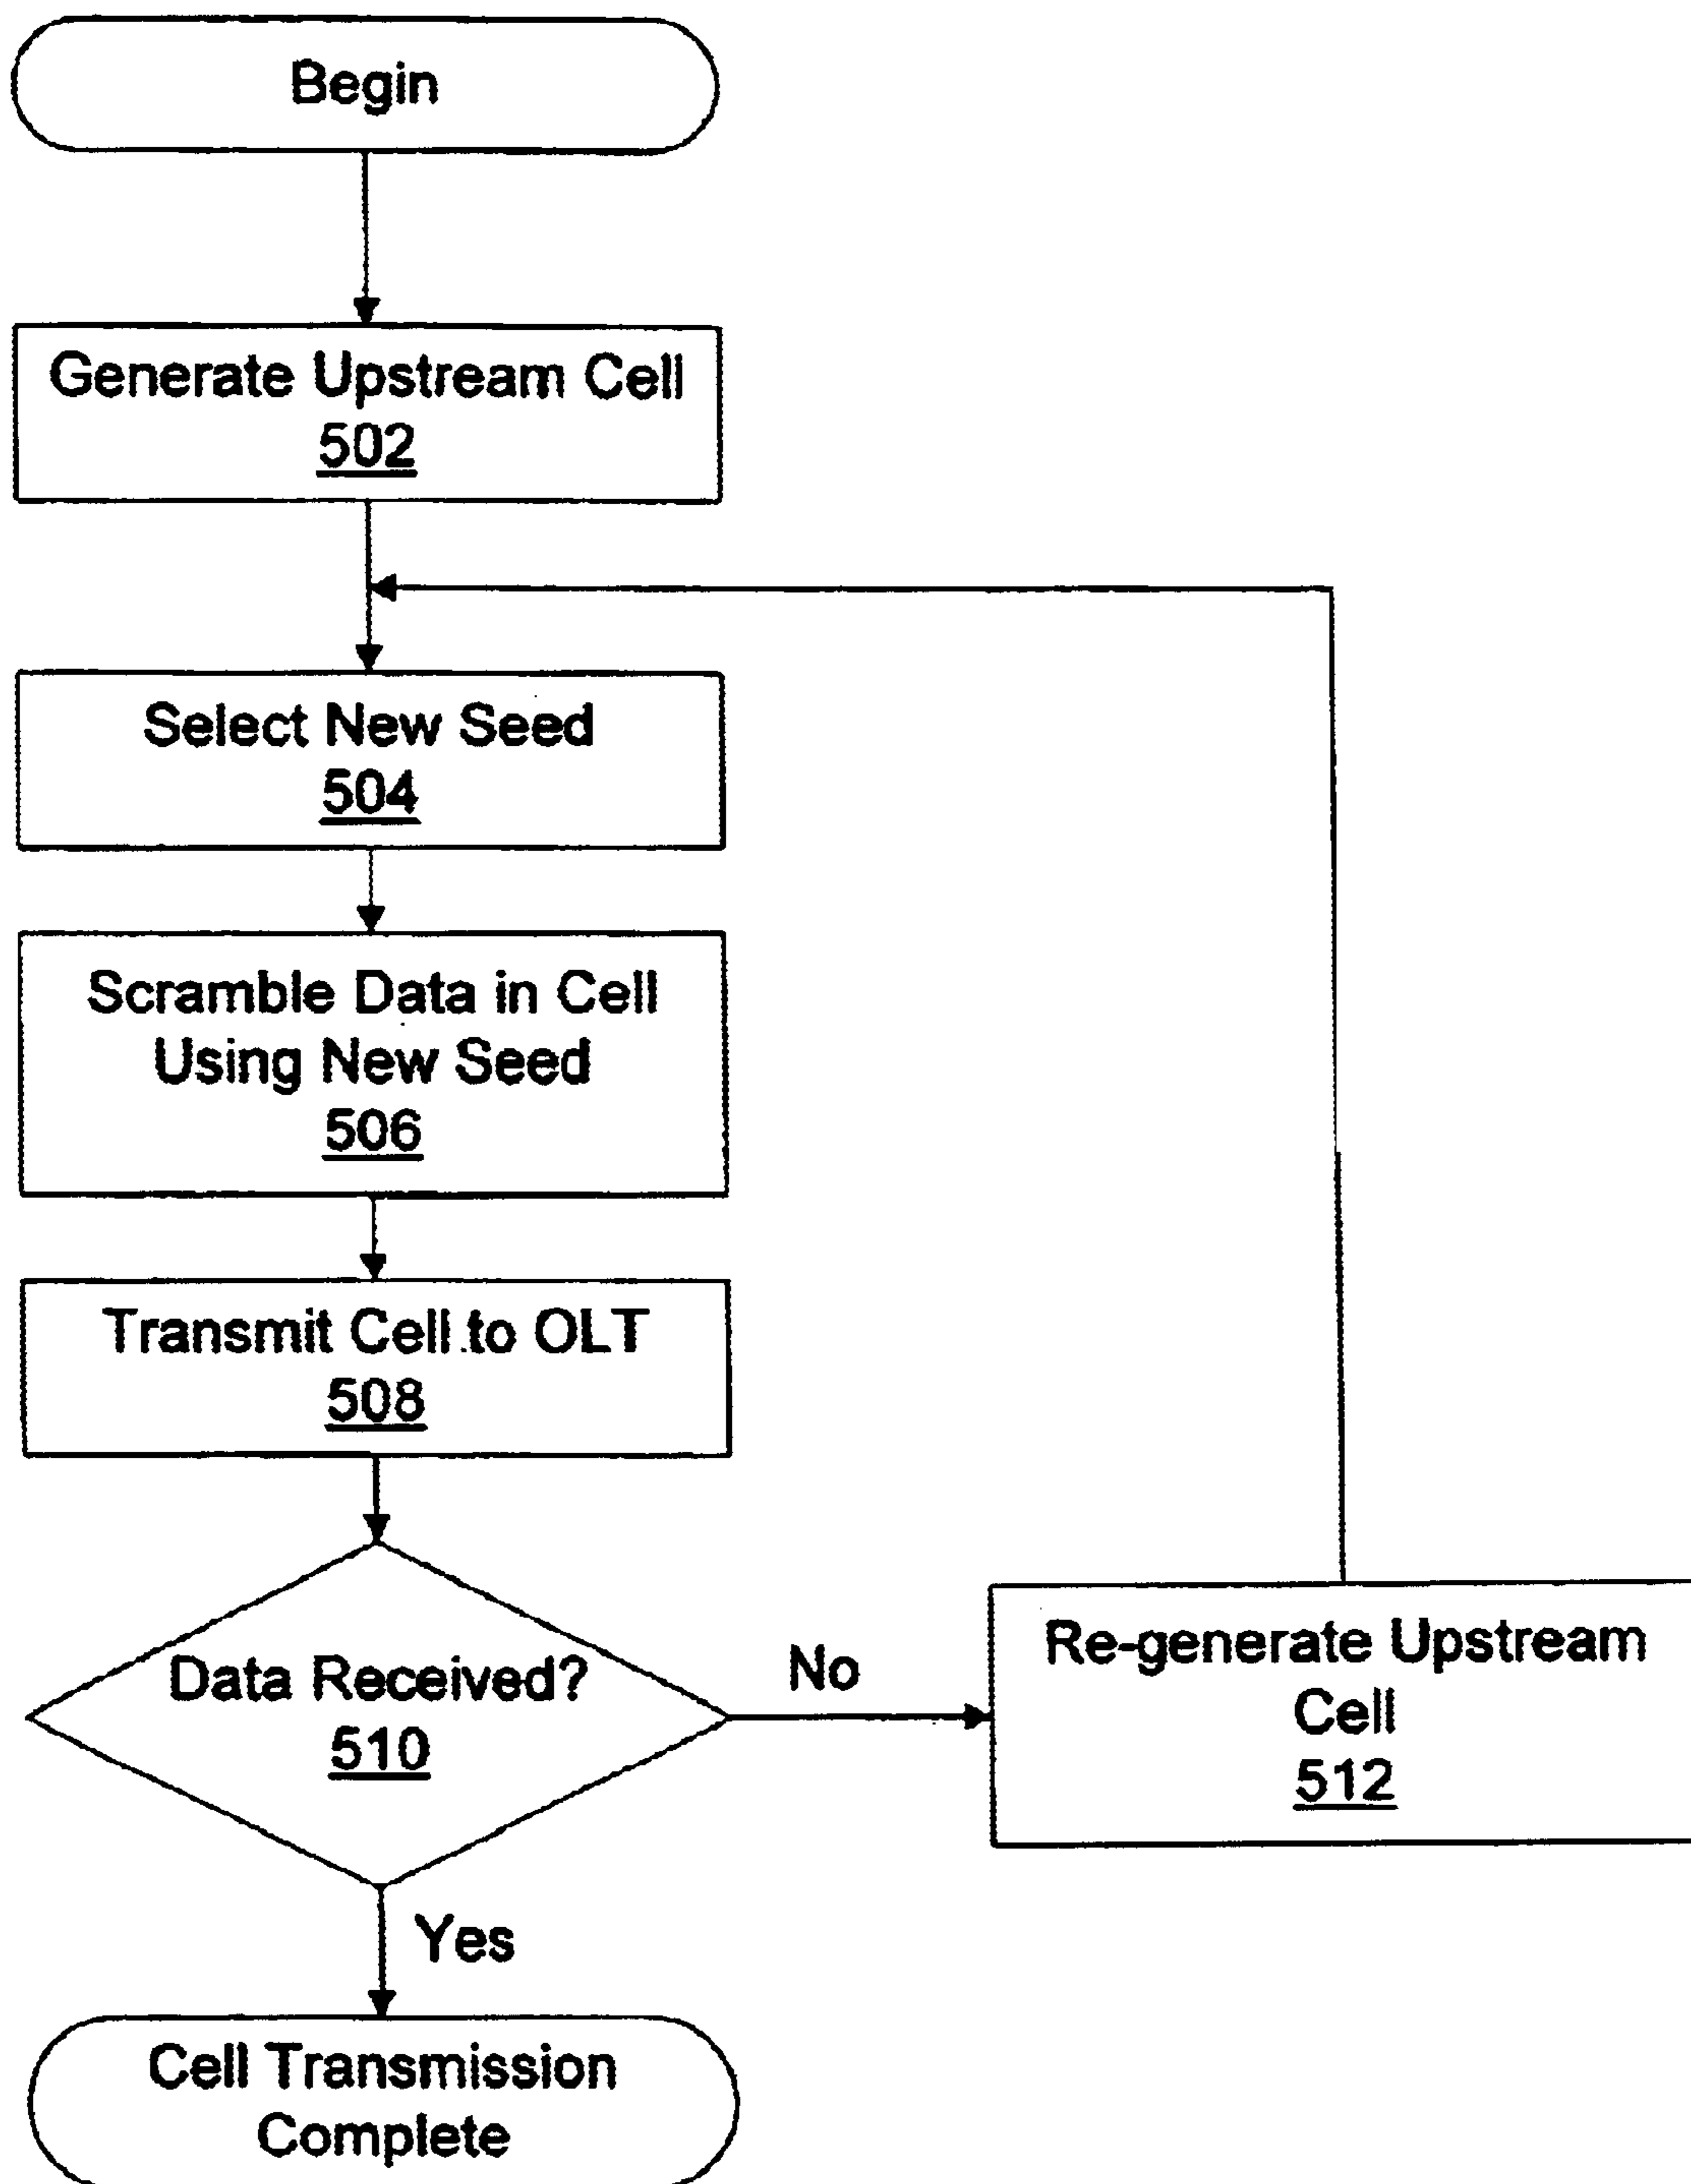 Begin
Generate Upstream Cell
502
Select New Seed
504
Scramble Data in Cell
Using New Seed
506
Transmit Cell to OLT
508
Data Received?
510
No
Re-generate Upstream
Cell
512
Yes
Cell Transmission
Complete